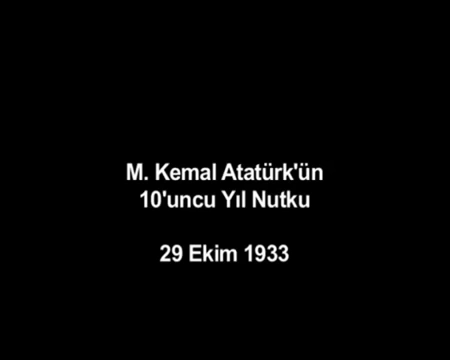 M. Kemal Atatürk'ün
10'uncu Yıl Nutku
29 Ekim 1933